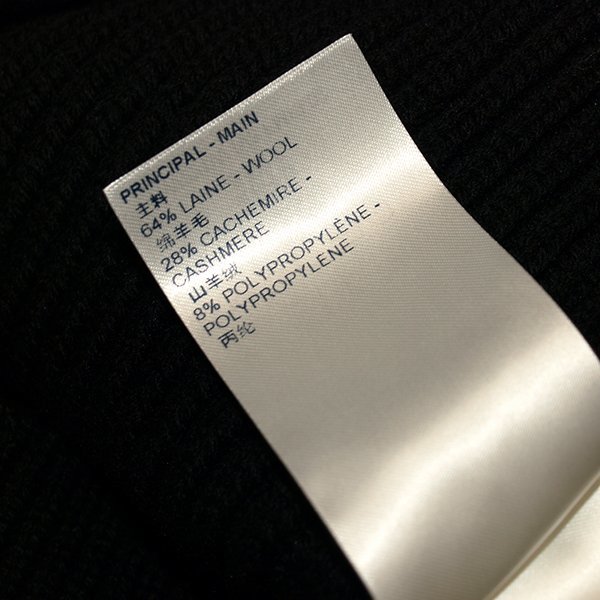 PRINCIPAL - MAIN
主料
64% LAINE - WOOL
绵羊毛
28% CACHEMIRE -
CASHMERE
山羊绒
8% POLYPROPYLÈNE -
POLYPROPYLENE
丙纶